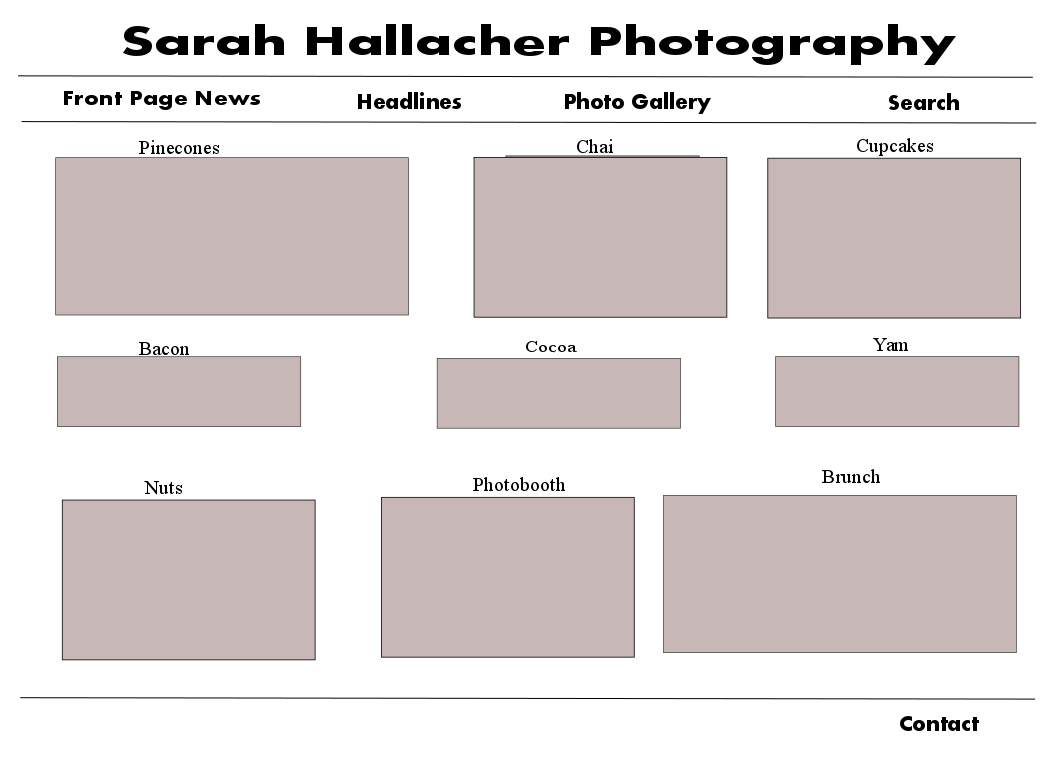 Sarah Hallacher Photography
Front Page News Headlines Photo Gallery Search
Pinecones Chai Cupcakes
Bacon Cocoa Yam
Nuts Photobooth Brunch
Contact